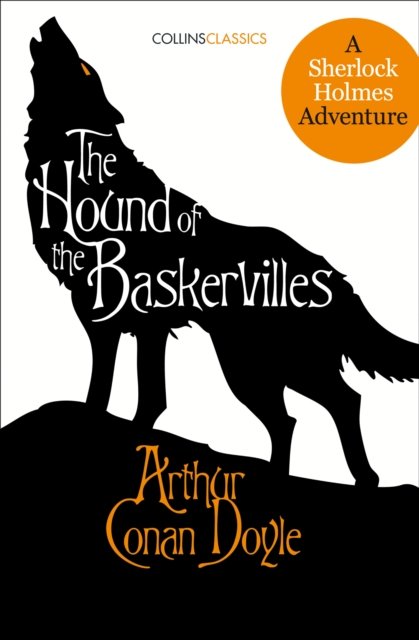 COLLINSCLASSICS
A
Sherlock
Holmes
Adventure
The
Hound of
the Baskervilles
Arthur
Conan Doyle